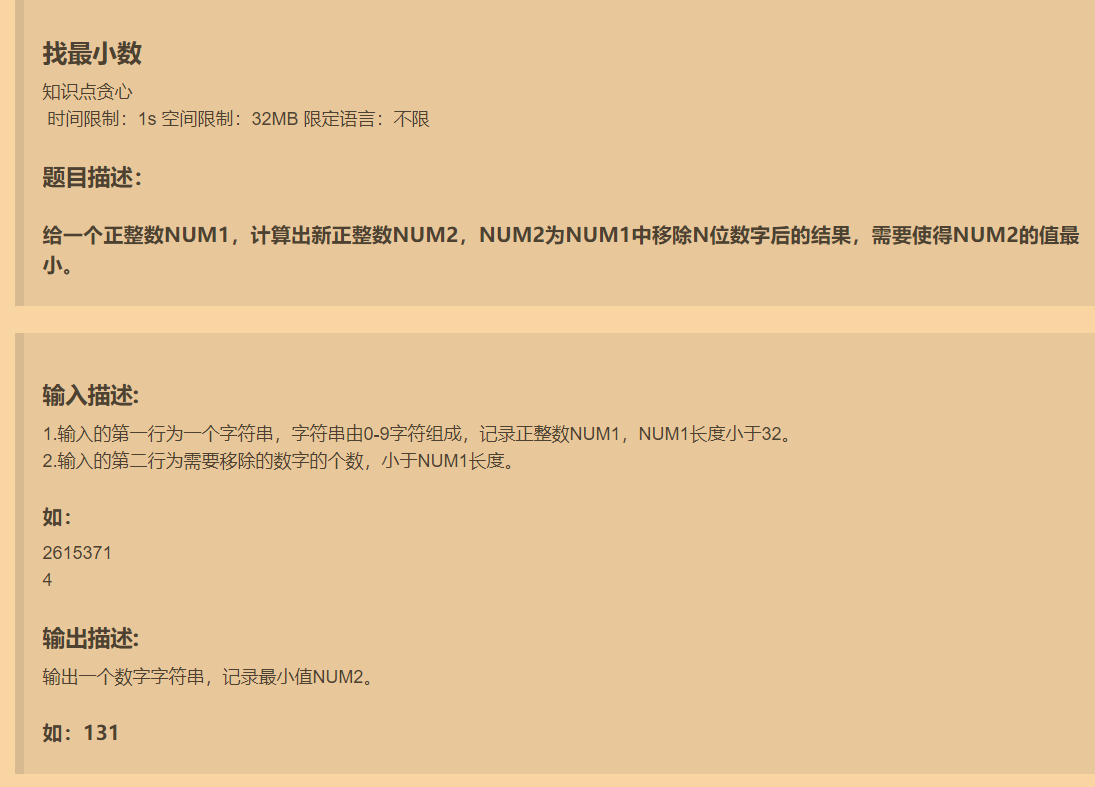 找最小数
知识点贪心
时间限制：1s 空间限制：32MB 限定语言：不限
题目描述：
给一个正整数NUM1，计算出新正整数NUM2，NUM2为NUM1中移除N位数字后的结果，需要使得NUM2的值最
小。
输入描述:
1.输入的第一行为一个字符串，字符串由0-9字符组成，记录正整数NUM1，NUM1长度小于32。
2.输入的第二行为需要移除的数字的个数，小于NUM1长度。
如：
2615371
4
输出描述:
输出一个数字字符串，记录最小值NUM2。
如：131